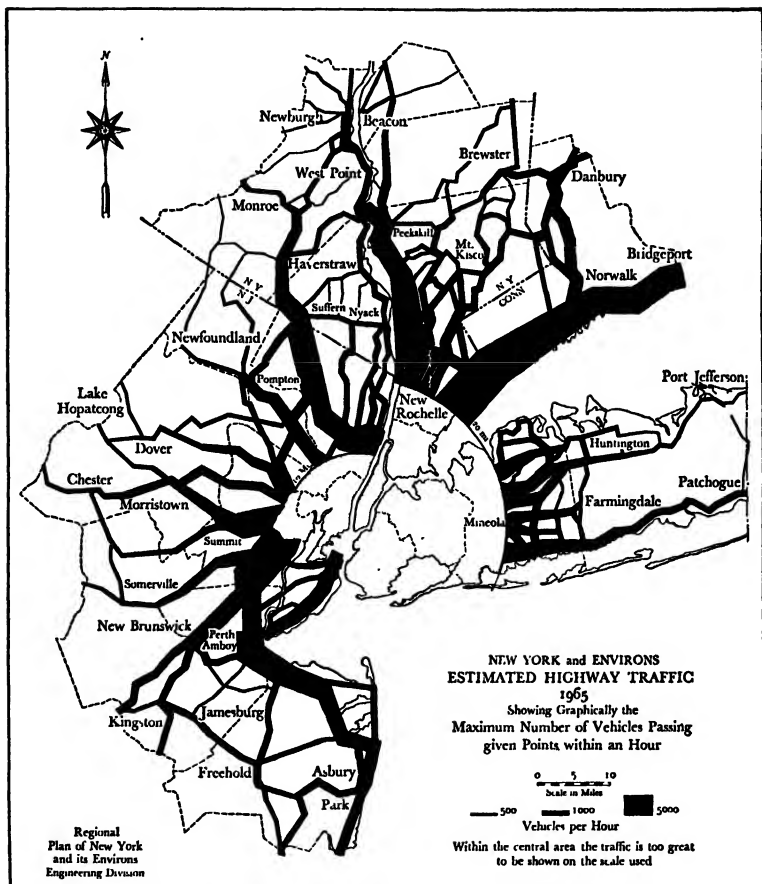 N
Newburgh
Beacon
Brewster
West Point
Danbury
Monroe
Peekskill
Mt.
Kisco
Bridgeport
Haverstraw
N Y
CONN
Norwalk
N Y
N J
Suffern
Nyack
Newfoundland
Pompton
Port Jefferson
New
Rochelle
Lake
Hopatcong
Huntington
Dover
Patchogue
Chester
Farmingdale
Morristown
Mineola
Summit
Somerville
New Brunswick
Perth
Amboy
Kingston
Jamesburg
Freehold
Asbury
Park
NEW YORK and ENVIRONS
ESTIMATED HIGHWAY TRAFFIC
1965
Showing Graphically the
Maximum Number of Vehicles Passing
given Points, within an Hour
0 5 10
Scale in Miles
500 1000 5000
Vehicles per Hour
Within the central area the traffic is too great
to be shown on the scale used
Regional
Plan of New York
and its Environs
Engineering Division